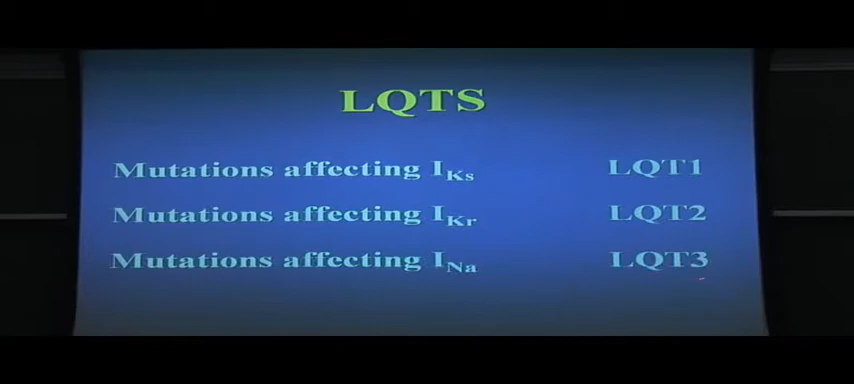 LQTS
Mutations affecting IKs LQT1
Mutations affecting IKr LQT2
Mutations affecting INa LQT3